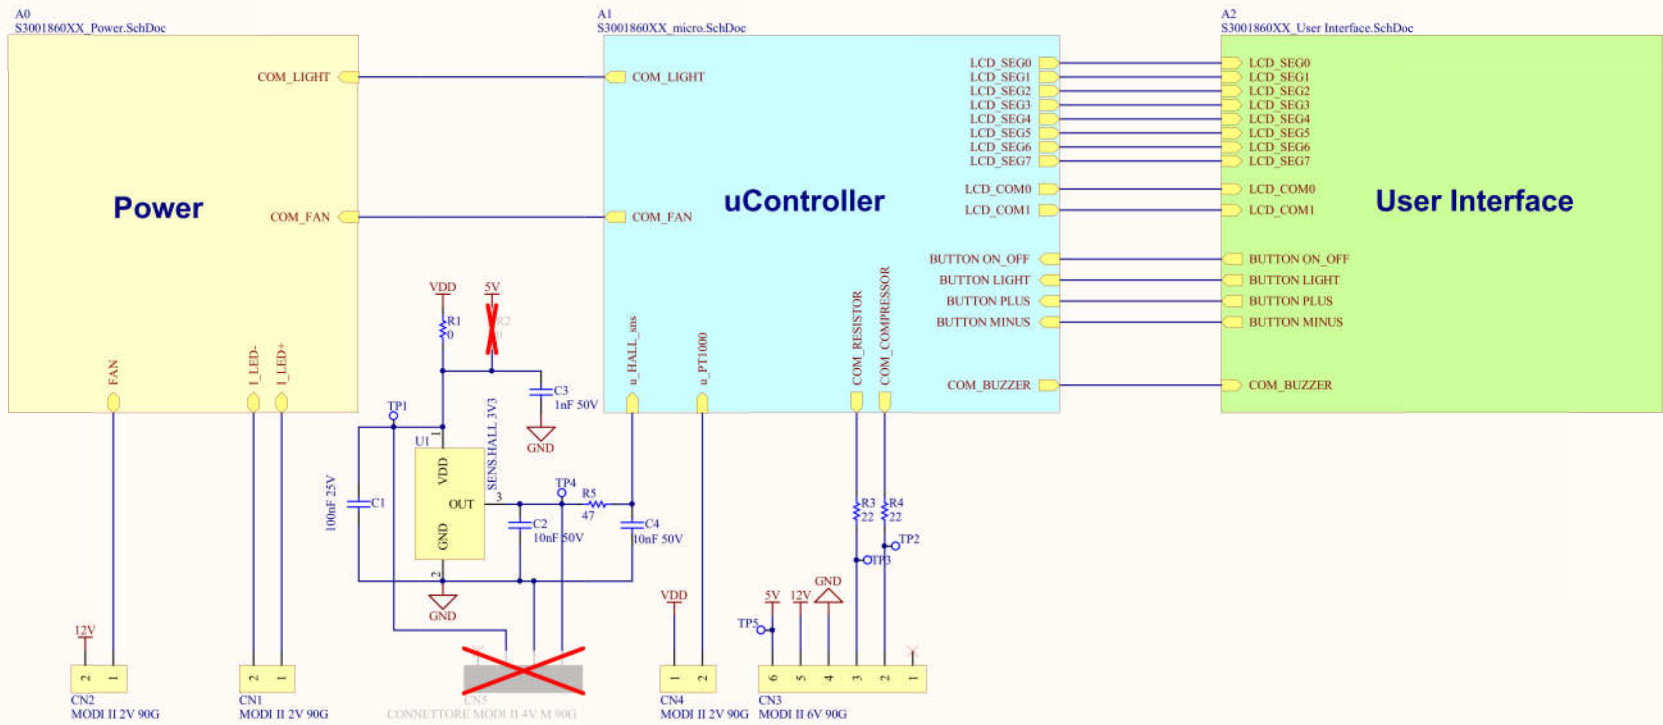 A0
S3001860XX_Power.SchDoc
A1
S3001860XX_micro.SchDoc
A2
S3001860XX_User Interface.SchDoc
COM_LIGHT
COM_FAN
Power
FAN
I_LED-
I_LED+
COM_LIGHT
COM_FAN
uController
LCD_SEG0
LCD_SEG1
LCD_SEG2
LCD_SEG3
LCD_SEG4
LCD_SEG5
LCD_SEG6
LCD_SEG7
LCD_COM0
LCD_COM1
BUTTON ON_OFF
BUTTON LIGHT
BUTTON PLUS
BUTTON MINUS
COM_BUZZER
u_HALL_sns
u_PT1000
COM_RESISTOR
COM_COMPRESSOR
LCD_SEG0
LCD_SEG1
LCD_SEG2
LCD_SEG3
LCD_SEG4
LCD_SEG5
LCD_SEG6
LCD_SEG7
LCD_COM0
LCD_COM1
User Interface
BUTTON ON_OFF
BUTTON LIGHT
BUTTON PLUS
BUTTON MINUS
COM_BUZZER
VDD
5V
R1
0
R2
C3
1nF 50V
GND
TP1
U1
1
VDD
SENS.HALL 3V3
OUT
3
GND
2
GND
100nF 25V
C1
TP4
R5
47
C2
10nF 50V
C4
10nF 50V
R3
22
R4
22
TP2
TP3
12V
2
1
CN2
MODI II 2V 90G
2
1
CN1
MODI II 2V 90G
CN5
CONNETTORE MODI II 4V M 90G
VDD
1
2
CN4
MODI II 2V 90G
5V
12V
GND
TP5
6
5
4
3
2
1
CN3
MODI II 6V 90G